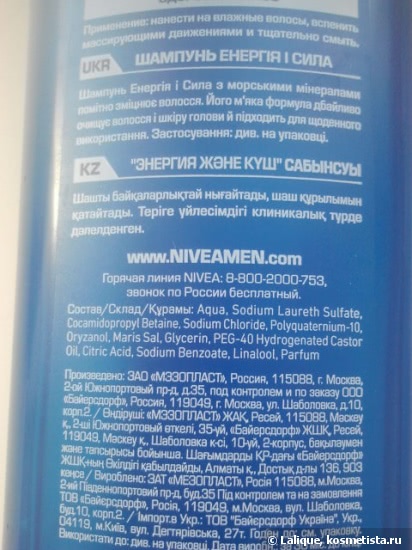 Применение: нанести на влажные волосы, вспенить
массирующими движениями и тщательно смыть.
UKR ШАМПУНЬ ЕНЕРГІЯ І СИЛА
Шампунь Енергія і Сила з морськими мінералами
помітно зміцнює волосся. Його м'яка формула дбайливо
очищує волосся і шкіру голови й підходить для щоденного
використання. Застосування: див. на упаковці.
KZ "ЭНЕРГИЯ ЖӘНЕ КҮШ" САБЫНСУЫ
Шашты байқаларлықтай нығайтады, шаш құрылымын
қатайтады. Теріге үйлесімдігі клиникалық түрде
дәлелденген.
www.NIVEAMEN.com
Горячая линия NIVEA: 8-800-2000-753,
звонок по России бесплатный.
Состав/Склад/Құрамы: Aqua, Sodium Laureth Sulfate,
Cocamidopropyl Betaine, Sodium Chloride, Polyquaternium-10,
Oryzanol, Maris Sal, Glycerin, PEG-40 Hydrogenated Castor
Oil, Citric Acid, Sodium Benzoate, Linalool, Parfum
Произведено: ЗАО «МЭЗОПЛАСТ», Россия, 115088, г. Москва,
2-ой Южнопортовый пр-д, д.35, под контролем и по заказу ООО
«Байерсдорф», Россия, 119049, г. Москва, ул. Шаболовка, д.10,
корп.2. / Өндіруші: «МЭЗОПЛАСТ» ЖАҚ, Ресей, 115088, Мәскеу
қ., 2-ші Южнопортовый өткелі, 35-үй, «Байерсдорф» ЖШҚ, Ресей,
119049, Мәскеу қ., Шаболовка к-сі, 10-үй, 2-корпус, бақылауымен
және тапсырысы бойынша. Шағымдарды ҚР-дағы «Байерсдорф»
ЖШҚ-ның Өкілдігі қабылдайды, Алматы қ., Достық д-лы 136, 903
кеңсе / Вироблено: ЗАТ «МЕЗОПЛАСТ», Росія, 115088, м.Москва,
2-ий Південнопортовий пр-д, буд.35 Під контролем та на замовлення
ТОВ «Байєрсдорф», Росія, 119049, м.Москва, вул. Шаболовка,
буд.10, корп.2. / Імпорт.в Укр.: ТОВ "Байєрсдорф Україна", Укр.,
04119, м.Київ, вул. Дегтярівська, 27т. Годен до: см. на
упаковку.
© Lalique, kosmetista.ru